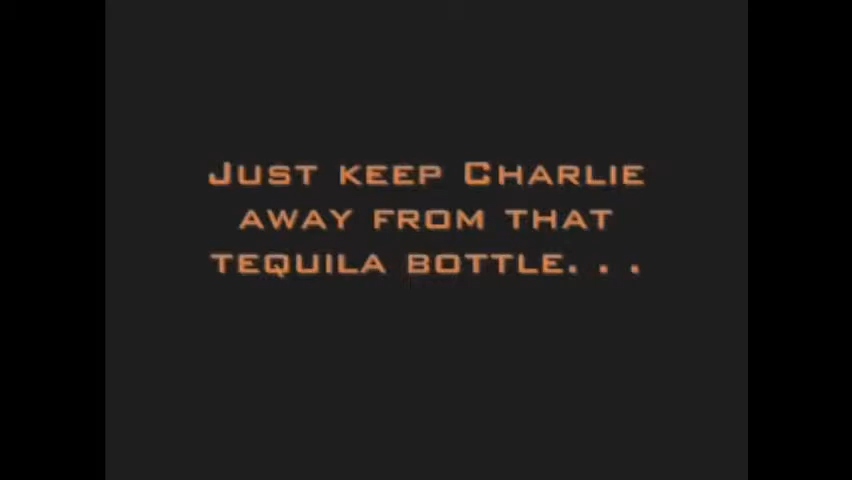 Just keep Charlie
away from that
tequila bottle. . .